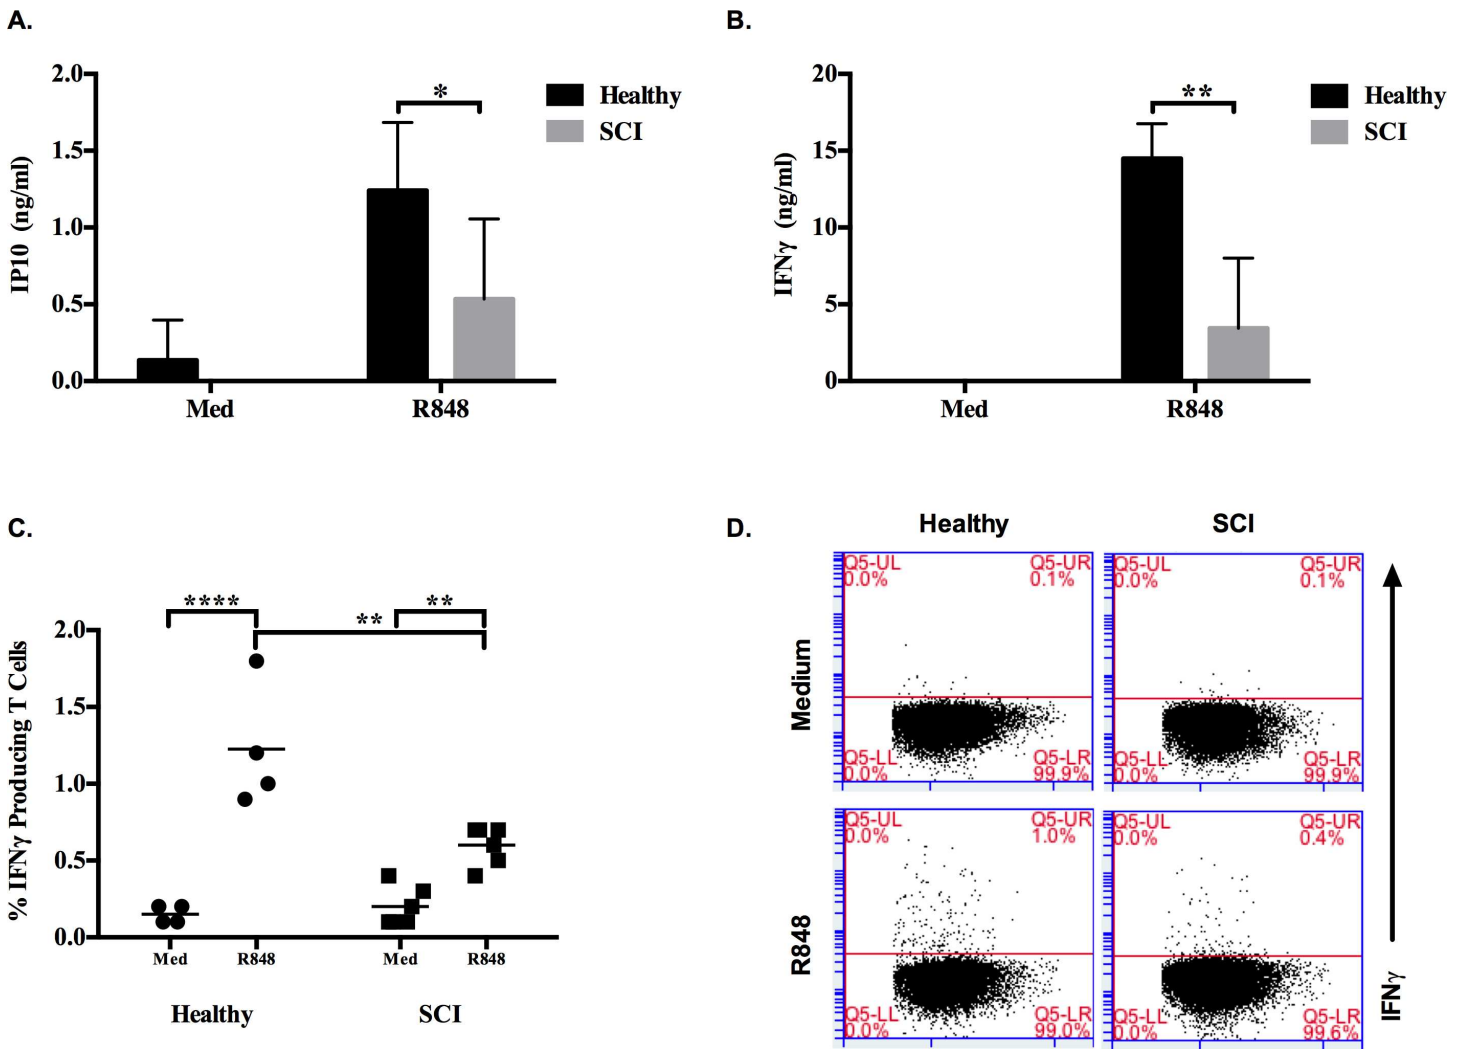 A.
2.0
1.5
1.0
0.5
0.0
IP10 (ng/ml)
*
Healthy
SCI
Med
R848
B.
20
15
10
5
0
IFNγ (ng/ml)
**
Healthy
SCI
Med
R848
C.
2.0
1.5
1.0
0.5
0.0
% IFNγ Producing T Cells
****
**
**
Med
R848
Med
R848
Healthy
SCI
D.
Healthy
SCI
Medium
Q5-UL
0.0%
Q5-UR
0.1%
Q5-LL
0.0%
Q5-LR
99.9%
Q5-UL
0.0%
Q5-UR
0.1%
Q5-LL
0.0%
Q5-LR
99.9%
R848
Q5-UL
0.0%
Q5-UR
1.0%
Q5-LL
0.0%
Q5-LR
99.0%
Q5-UL
0.0%
Q5-UR
0.4%
Q5-LL
0.0%
Q5-LR
99.6%
IFNγ